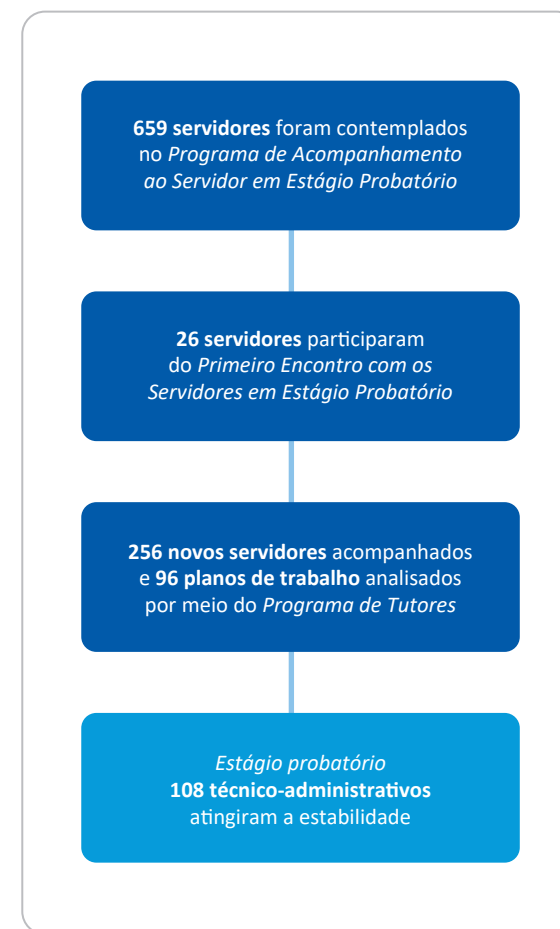 659 servidores foram contemplados
no Programa de Acompanhamento
ao Servidor em Estágio Probatório
26 servidores participaram
do Primeiro Encontro com os
Servidores em Estágio Probatório
256 novos servidores acompanhados
e 96 planos de trabalho analisados
por meio do Programa de Tutores
Estágio probatório
108 técnico-administrativos
atingiram a estabilidade